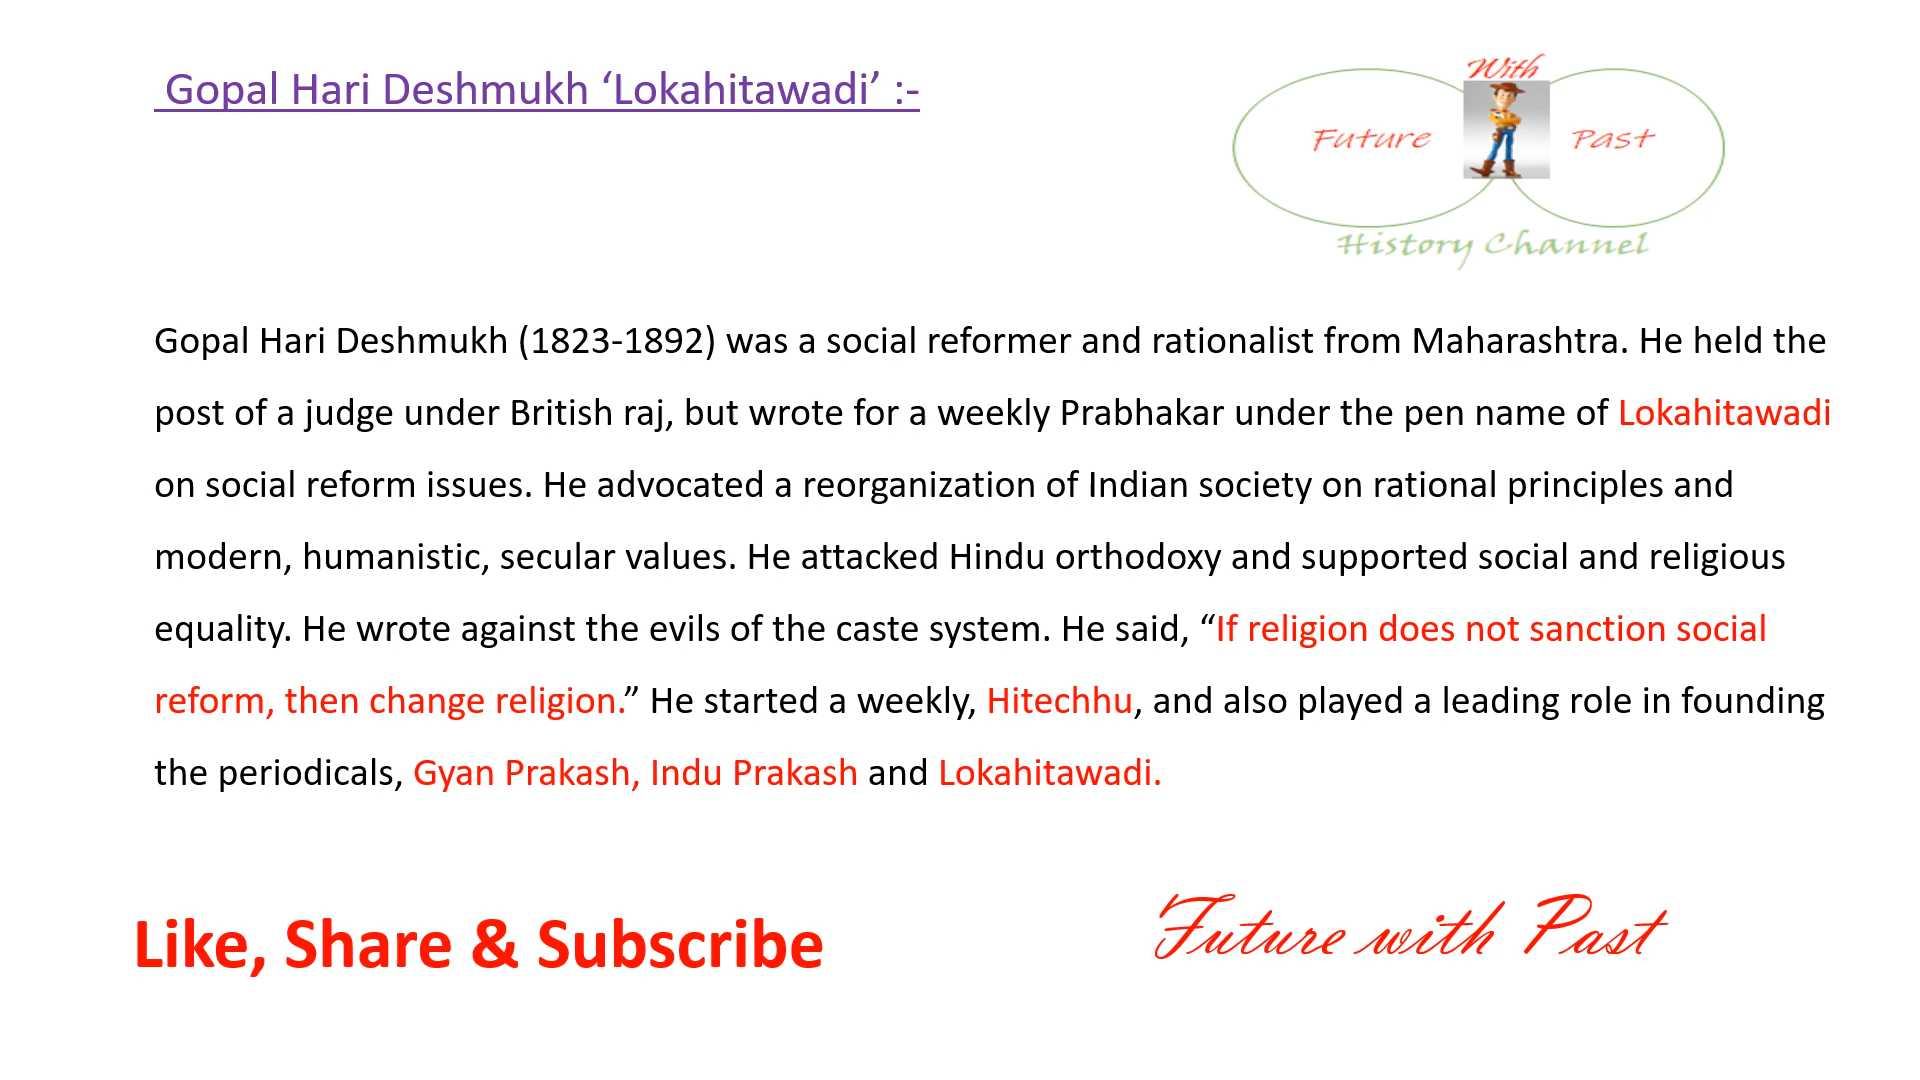 Gopal Hari Deshmukh ‘Lokahitawadi’ :-
With
Future
Past
History Channel
Gopal Hari Deshmukh (1823-1892) was a social reformer and rationalist from Maharashtra. He held the
post of a judge under British raj, but wrote for a weekly Prabhakar under the pen name of Lokahitawadi
on social reform issues. He advocated a reorganization of Indian society on rational principles and
modern, humanistic, secular values. He attacked Hindu orthodoxy and supported social and religious
equality. He wrote against the evils of the caste system. He said, “If religion does not sanction social
reform, then change religion.” He started a weekly, Hitechhu, and also played a leading role in founding
the periodicals, Gyan Prakash, Indu Prakash and Lokahitawadi.
Like, Share & Subscribe
Future with Past